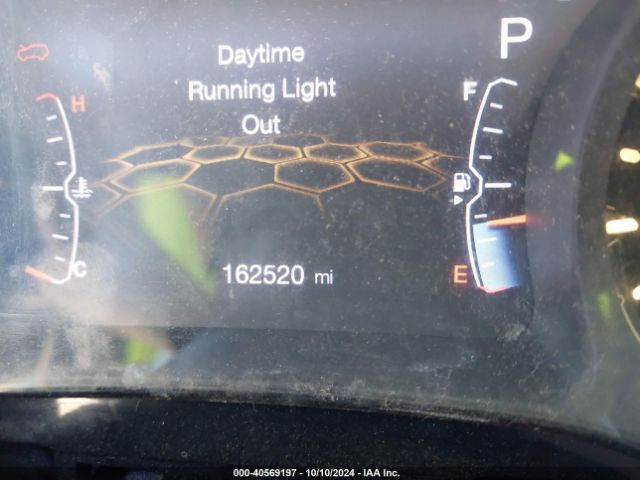 P
Daytime
Running Light
Out
H
F
C
E
162520 mi
000-40569197 - 10/10/2024 - IAA Inc.